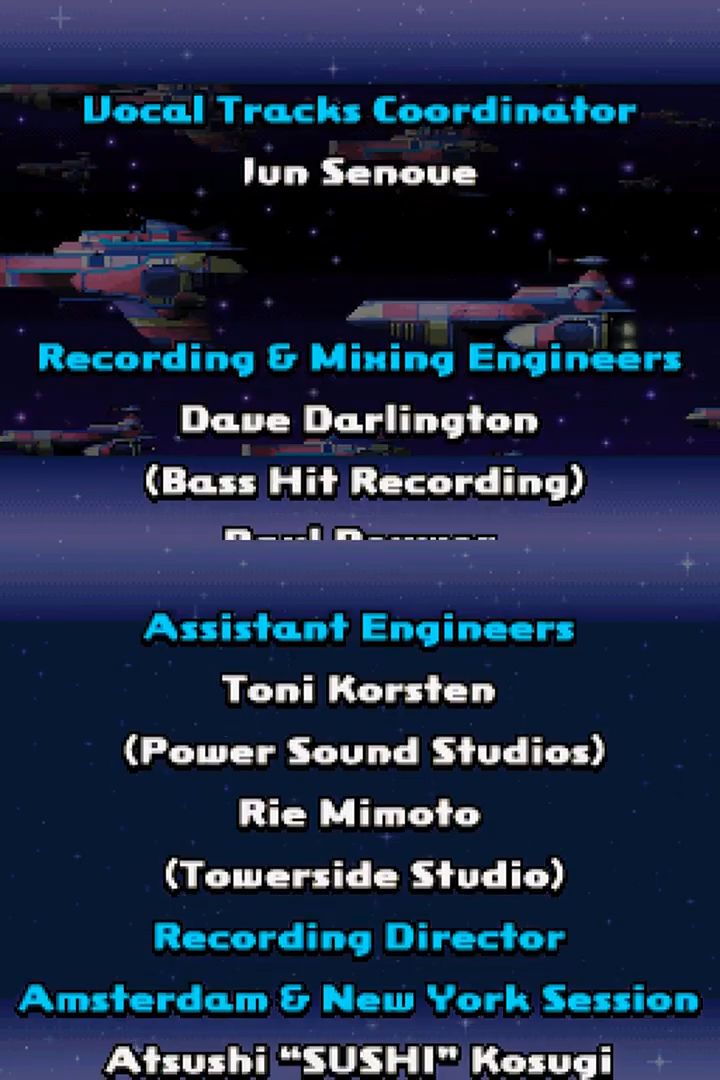 Vocal Tracks Coordinator
Jun Senoue
Recording & Mixing Engineers
Dave Darlington
(Bass Hit Recording)
Assistant Engineers
Toni Korsten
(Power Sound Studios)
Rie Mimoto
(Towerside Studio)
Recording Director
Amsterdam & New York Session
Atsushi “SUSHI” Kosugi